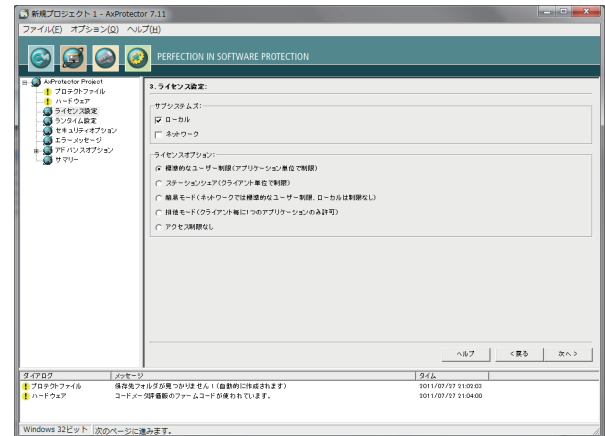 新規プロジェクト 1 - AxProtector 7.11
ファイル(F) オプション(O) ヘルプ(H)
PERFECTION IN SOFTWARE PROTECTION
AxProtector Project
プロテクトファイル
ハードウェア
ライセンス設定
ランタイム設定
セキュリティオプション
エラーメッセージ
アドバンスオプション
サマリー
3. ライセンス設定:
サブシステムズ:
ローカル
ネットワーク
ライセンスオプション:
標準的なユーザー制限(アプリケーション単位で制限)
ステーションシェア(クライアント単位で制限)
簡易モード(ネットワークでは標準的なユーザー制限、ローカルは制限なし)
排他モード(クライアント毎に1つのアプリケーションのみ許可)
アクセス制限なし
ヘルプ
< 戻る
次へ >
ダイアログ メッセージ タイム
プロテクトファイル 保存先フォルダが見つかりません!(自動的に作成されます) 2011/07/27 21:02:03
ハードウェア コードメータ評価版のファームコードが使われています。 2011/07/27 21:04:00
Windows 32ビット 次のページに進みます。